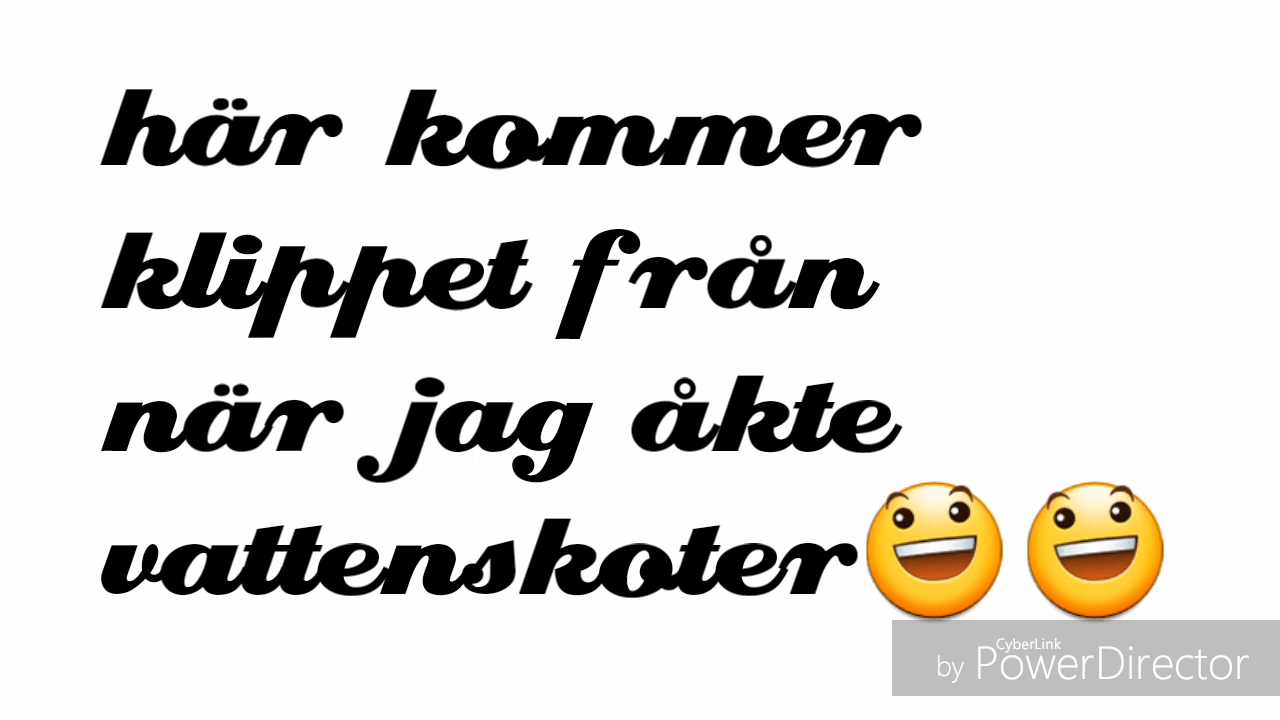 här kommer
klippet från
när jag åkte
vattenskoter😃😃
CyberLink
by PowerDirector